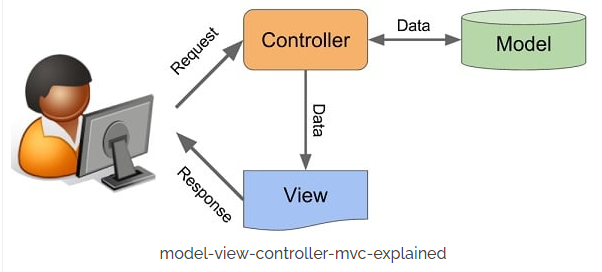 Request
Controller
Data
Model
Data
Response
View
model-view-controller-mvc-explained